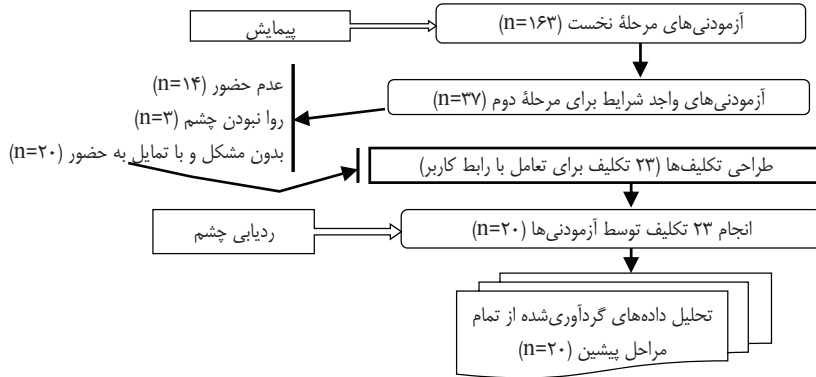 آزمودنی‌های مرحلهٔ نخست (n=۱۶۳)
پیمایش
آزمودنی‌های واجد شرایط برای مرحلهٔ دوم (n=۳۷)
عدم حضور (n=۱۴)
روا نبودن چشم (n=۳)
بدون مشکل و با تمایل به حضور (n=۲۰)
طراحی تکلیف‌ها (۲۳ تکلیف برای تعامل با رابط کاربر)
انجام ۲۳ تکلیف توسط آزمودنی‌ها (n=۲۰)
ردیابی چشم
تحلیل داده‌های گردآوری‌شده از تمام
مراحل پیشین (n=۲۰)